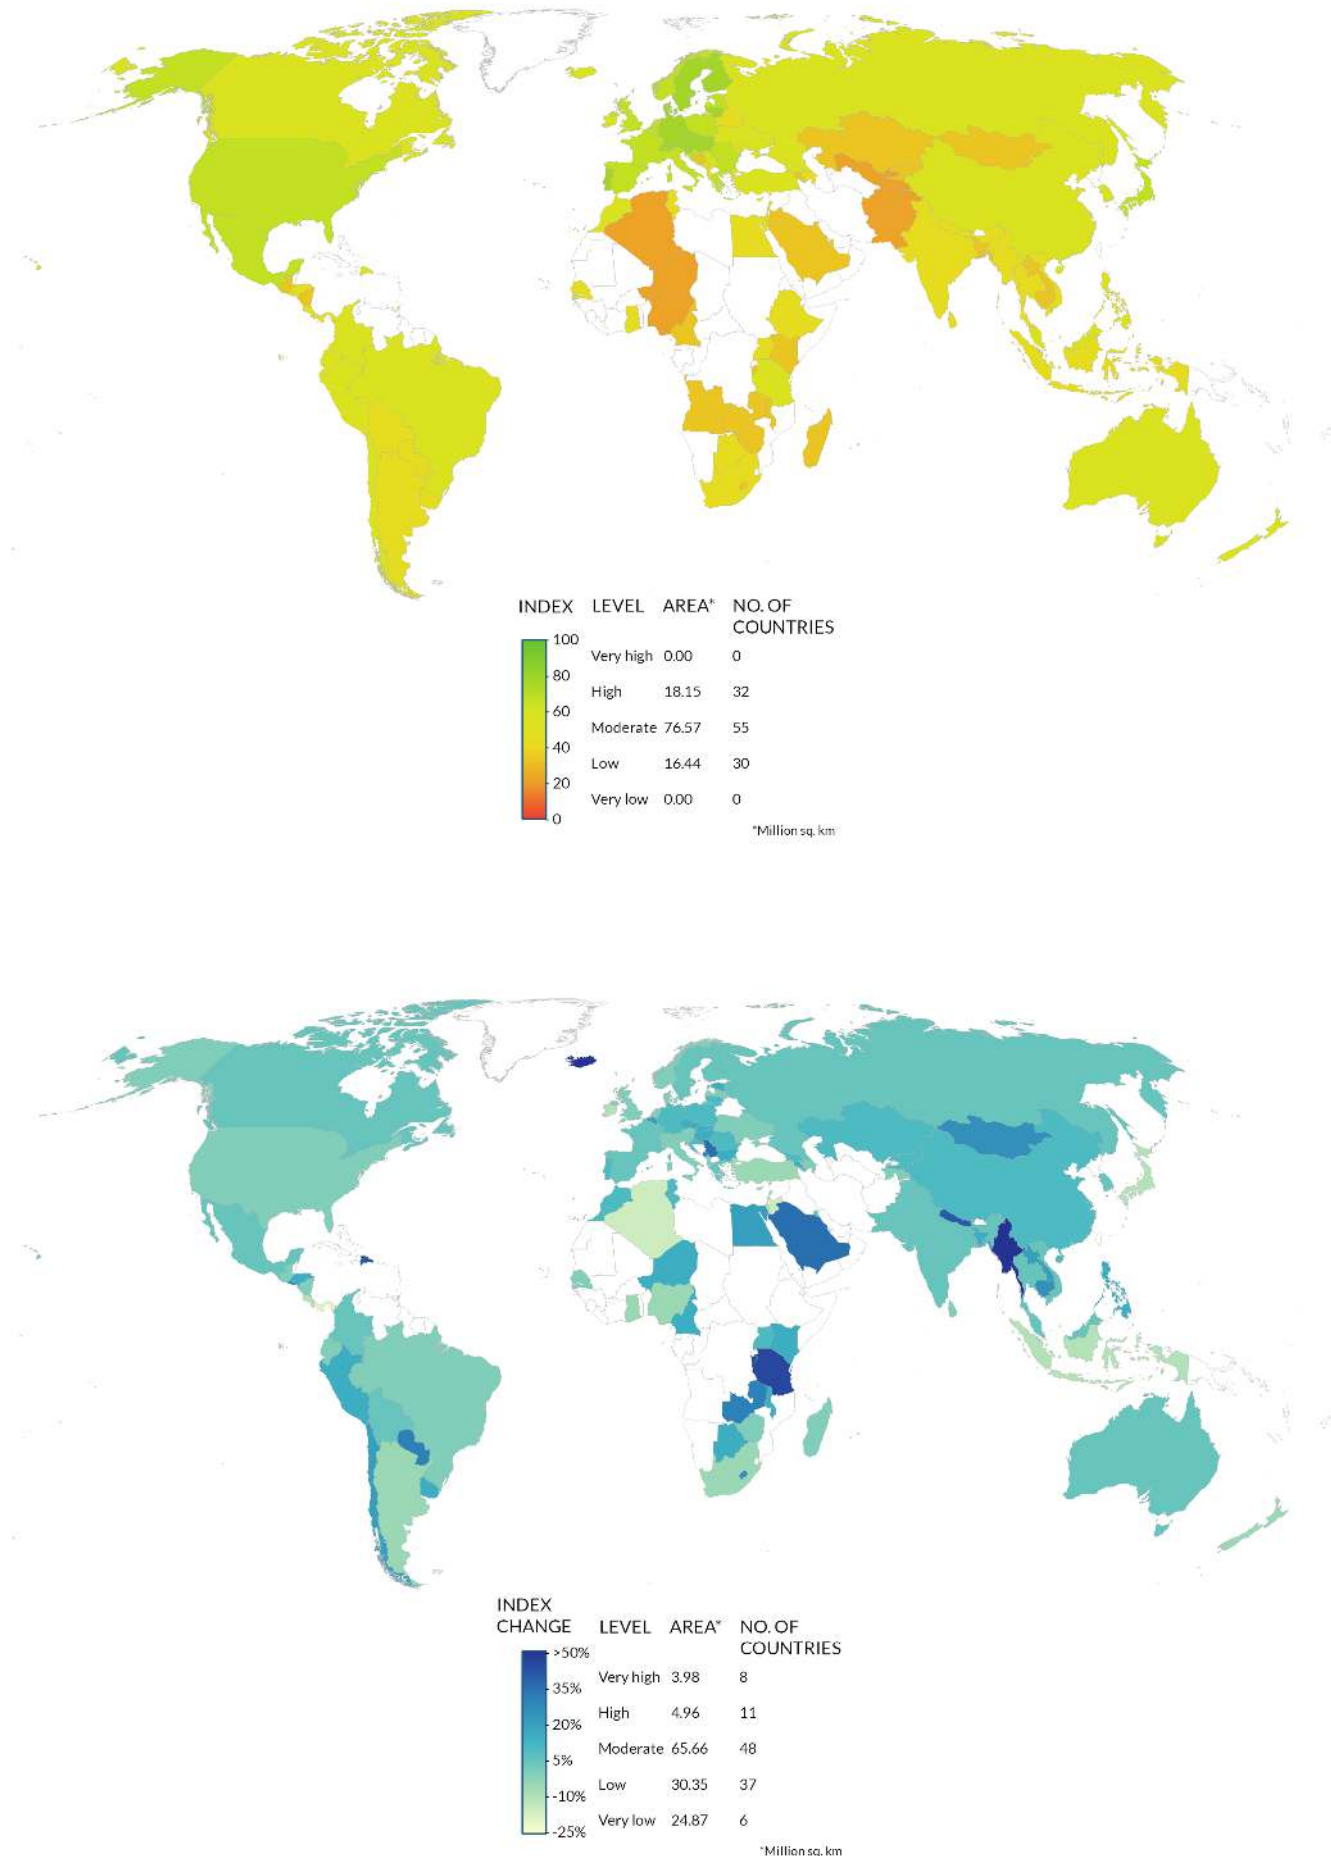 INDEX LEVEL AREA* NO. OF
COUNTRIES
100
Very high 0.00 0
80
High 18.15 32
60
Moderate 76.57 55
40
Low 16.44 30
20
Very low 0.00 0
0
*Million sq. km
INDEX
CHANGE LEVEL AREA* NO. OF
COUNTRIES
>50%
Very high 3.98 8
35%
High 4.96 11
20%
Moderate 65.66 48
5%
Low 30.35 37
-10%
Very low 24.87 6
-25%
*Million sq. km